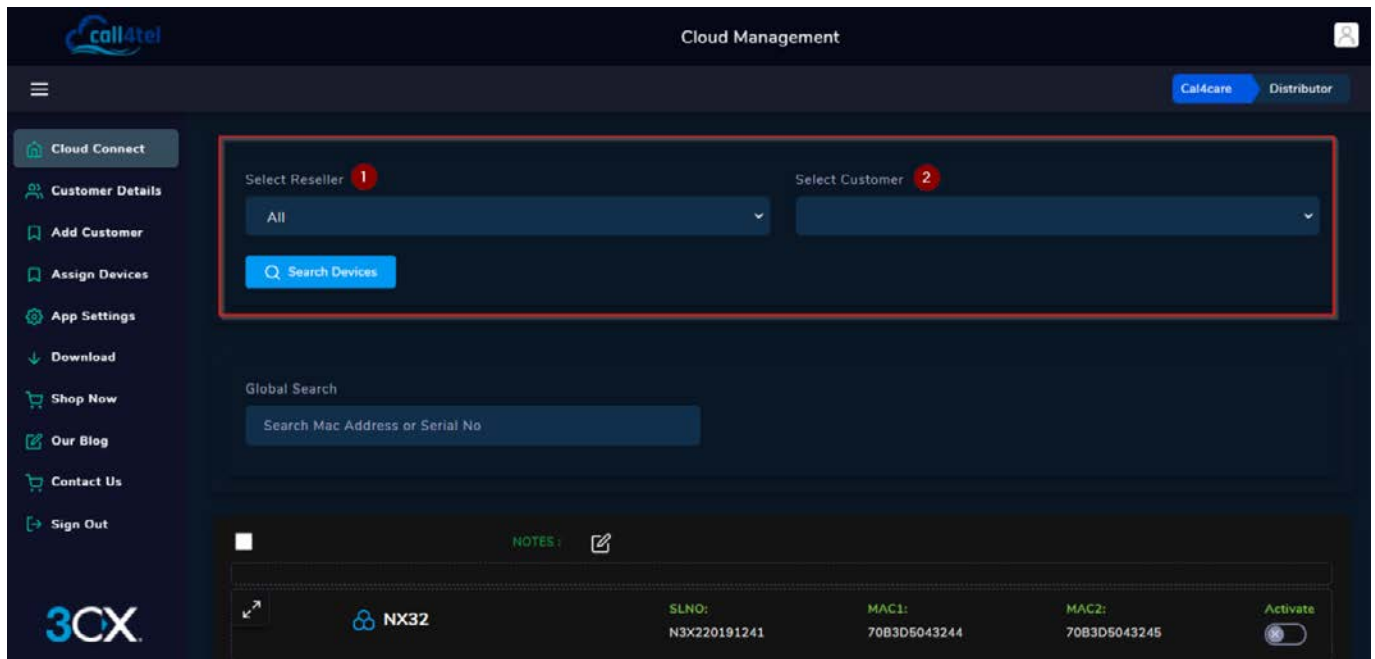 call4tel
Cloud Management
Cal4care
Distributor
Cloud Connect
Customer Details
Add Customer
Assign Devices
App Settings
Download
Shop Now
Our Blog
Contact Us
Sign Out
3CX.
Select Reseller 1
Select Customer 2
All
Search Devices
Global Search
Search Mac Address or Serial No
NOTES :
NX32
SLNO:
N3X220191241
MAC1:
70B3D5043244
MAC2:
70B3D5043245
Activate